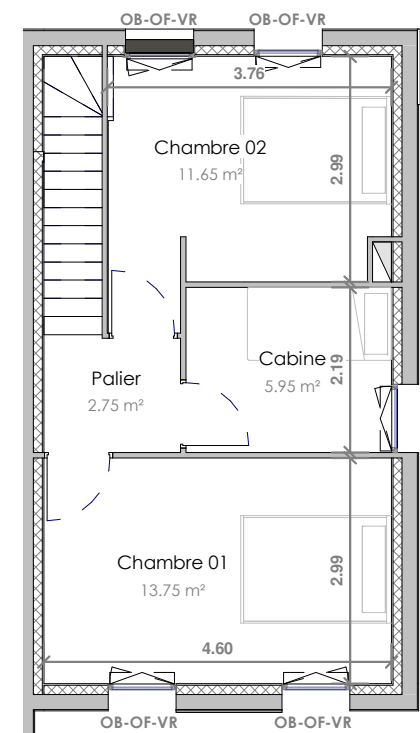 OB-OF-VR OB-OF-VR
3.76
Chambre 02
11.65 m²
2.99
Cabine
5.95 m²
2.19
Palier
2.75 m²
Chambre 01
13.75 m²
2.99
4.60
OB-OF-VR OB-OF-VR